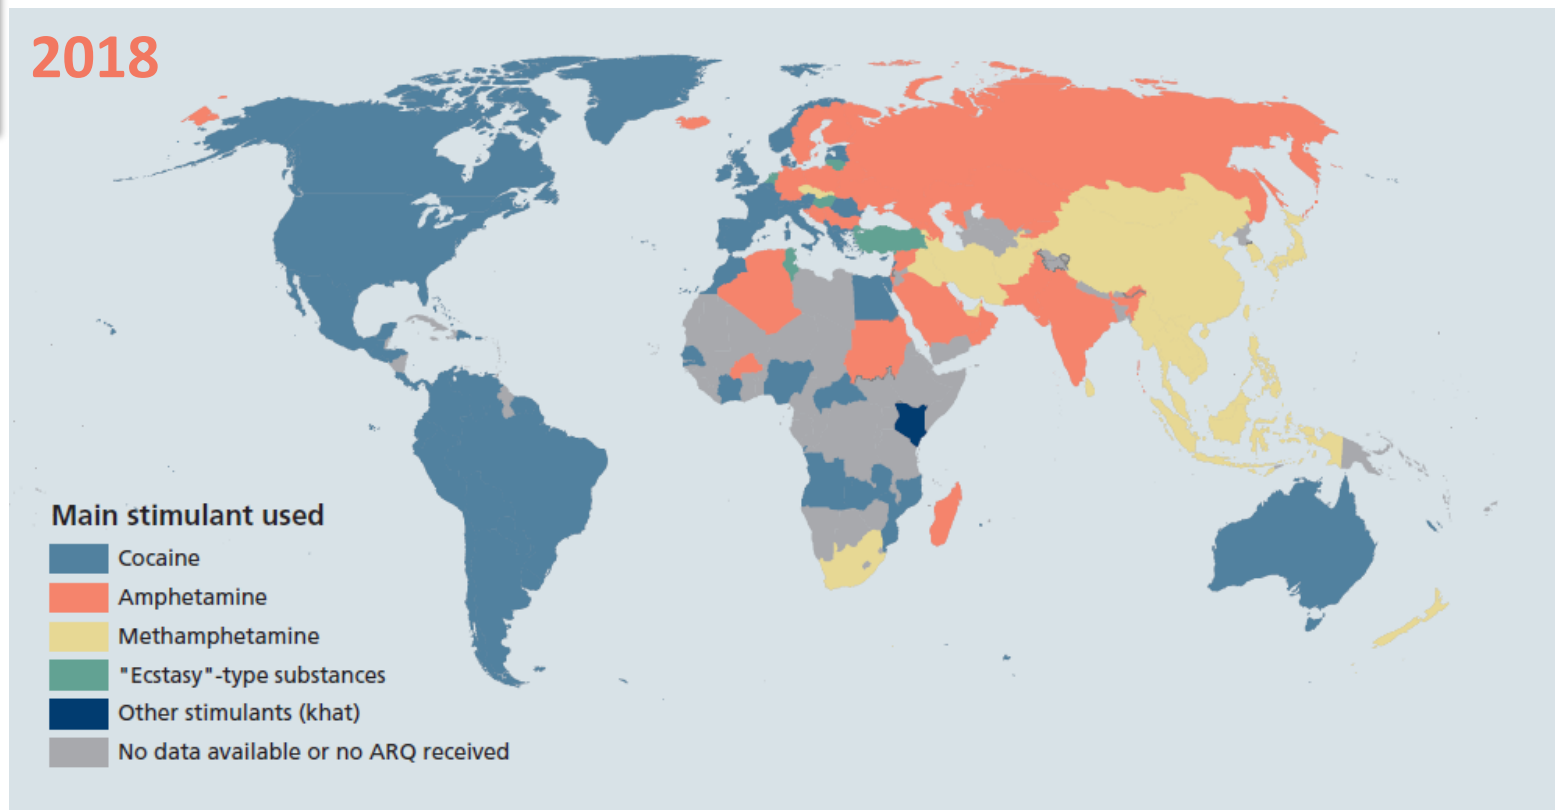 2018
Main stimulant used
Cocaine
Amphetamine
Methamphetamine
"Ecstasy"-type substances
Other stimulants (khat)
No data available or no ARQ received